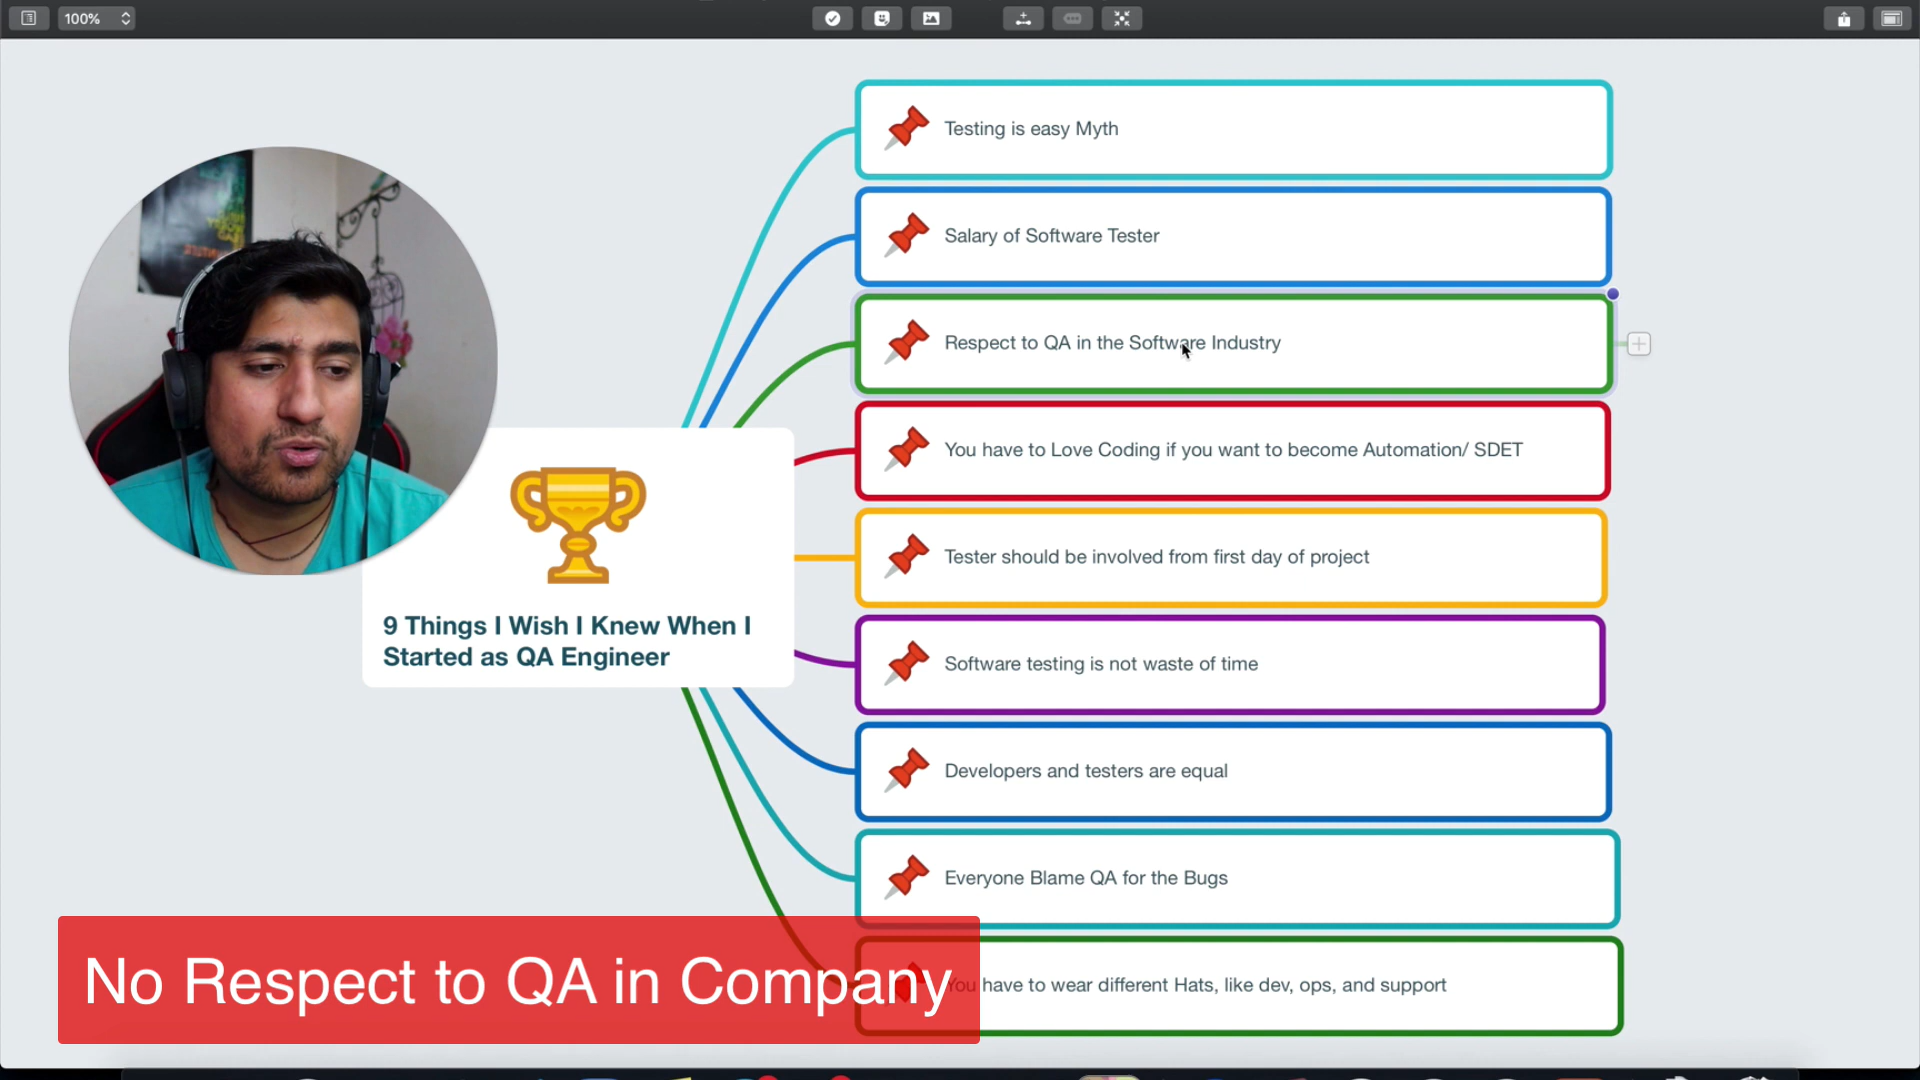 100%
Testing is easy Myth
Salary of Software Tester
Respect to QA in the Software Industry
You have to Love Coding if you want to become Automation/ SDET
Tester should be involved from first day of project
9 Things I Wish I Knew When I
Started as QA Engineer
Software testing is not waste of time
Developers and testers are equal
Everyone Blame QA for the Bugs
You have to wear different Hats, like dev, ops, and support
No Respect to QA in Company